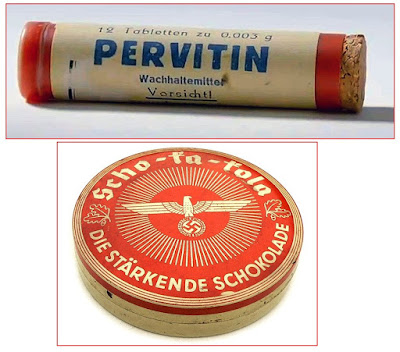 12 Tabletten zu 0,003 g
PERVITIN
Wachhaltemittel
Vorsicht!
Scho-ka-kola
DIE STÄRKENDE SCHOKOLADE